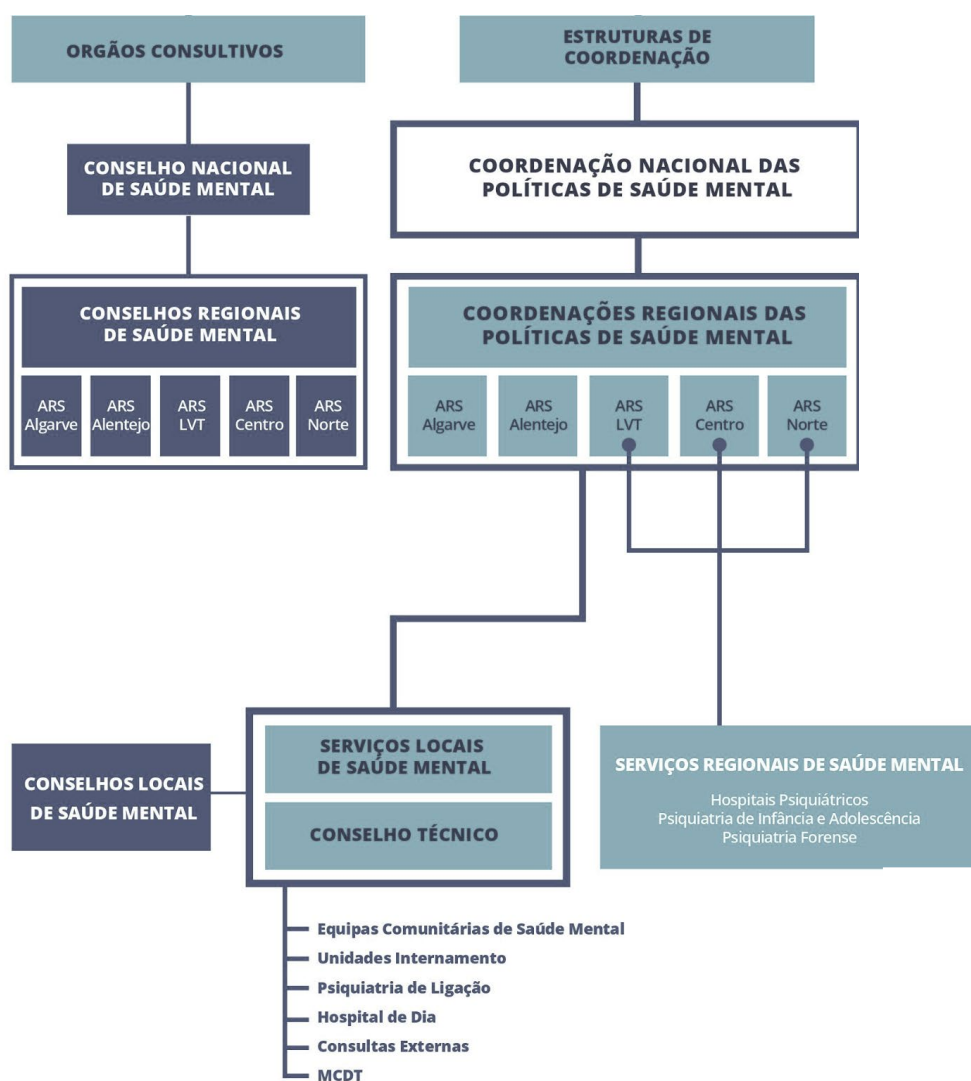 ORGÃOS CONSULTIVOS
ESTRUTURAS DE
COORDENAÇÃO
CONSELHO NACIONAL
DE SAÚDE MENTAL
COORDENAÇÃO NACIONAL DAS
POLÍTICAS DE SAÚDE MENTAL
CONSELHOS REGIONAIS
DE SAÚDE MENTAL
ARS
Algarve
ARS
Alentejo
ARS
LVT
ARS
Centro
ARS
Norte
COORDENAÇÕES REGIONAIS DAS
POLÍTICAS DE SAÚDE MENTAL
ARS
Algarve
ARS
Alentejo
ARS
LVT
ARS
Centro
ARS
Norte
CONSELHOS LOCAIS
DE SAÚDE MENTAL
SERVIÇOS LOCAIS
DE SAÚDE MENTAL
CONSELHO TÉCNICO
SERVIÇOS REGIONAIS DE SAÚDE MENTAL
Hospitais Psiquiátricos
Psiquiatria de Infância e Adolescência
Psiquiatria Forense
Equipas Comunitárias de Saúde Mental
Unidades Internamento
Psiquiatria de Ligação
Hospital de Dia
Consultas Externas
MCDT